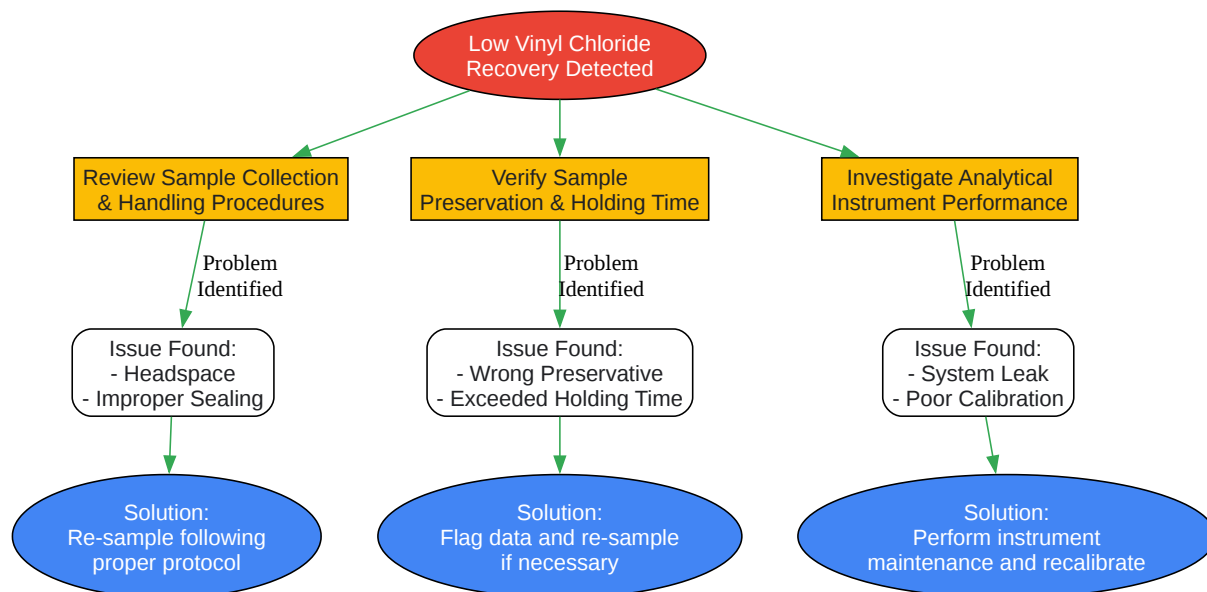 Low Vinyl Chloride
Recovery Detected
Review Sample Collection
& Handling Procedures
Verify Sample
Preservation & Holding Time
Investigate Analytical
Instrument Performance
Problem
Identified
Problem
Identified
Problem
Identified
Issue Found:
- Headspace
- Improper Sealing
Issue Found:
- Wrong Preservative
- Exceeded Holding Time
Issue Found:
- System Leak
- Poor Calibration
Solution:
Re-sample following
proper protocol
Solution:
Flag data and re-sample
if necessary
Solution:
Perform instrument
maintenance and recalibrate